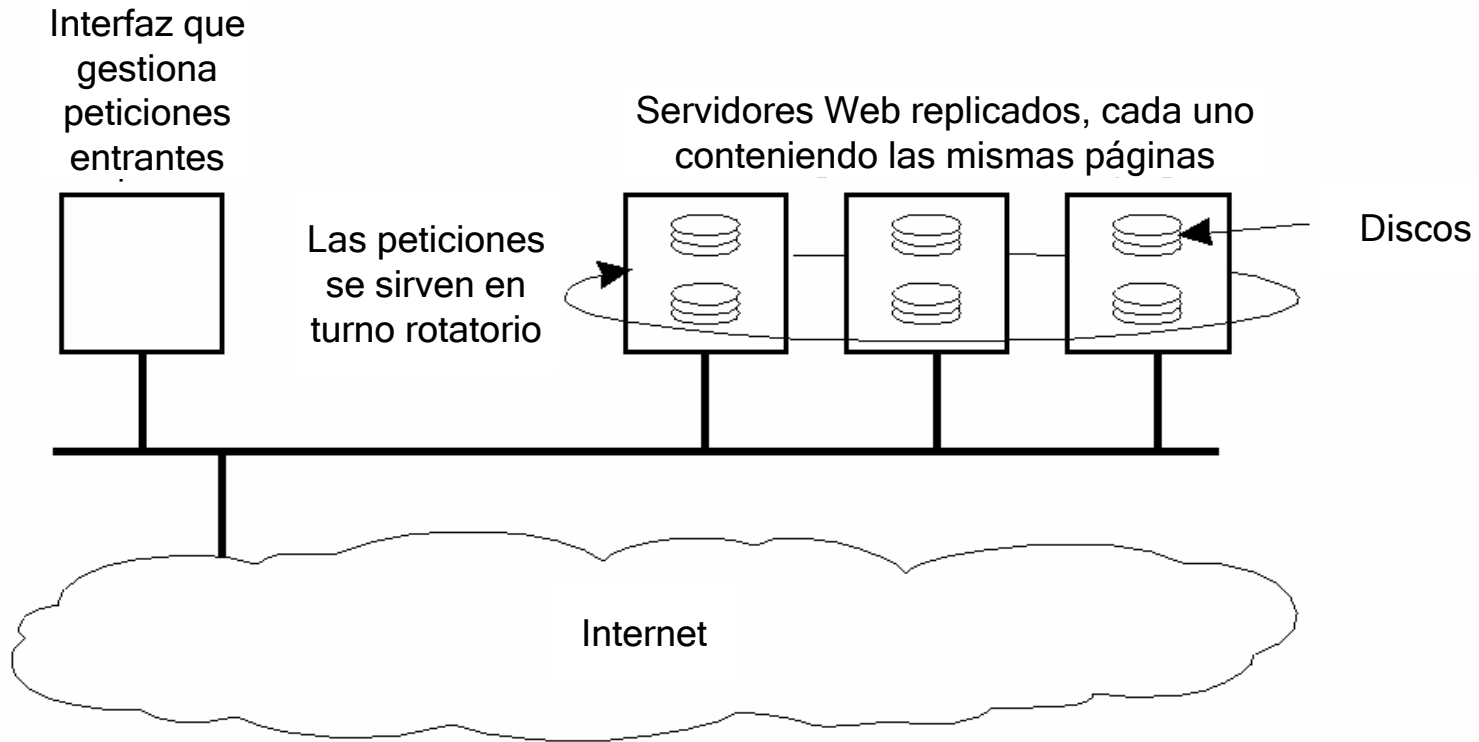 Interfaz que
gestiona
peticiones
entrantes
Servidores Web replicados, cada uno
conteniendo las mismas páginas
Las peticiones
se sirven en
turno rotatorio
Discos
Internet